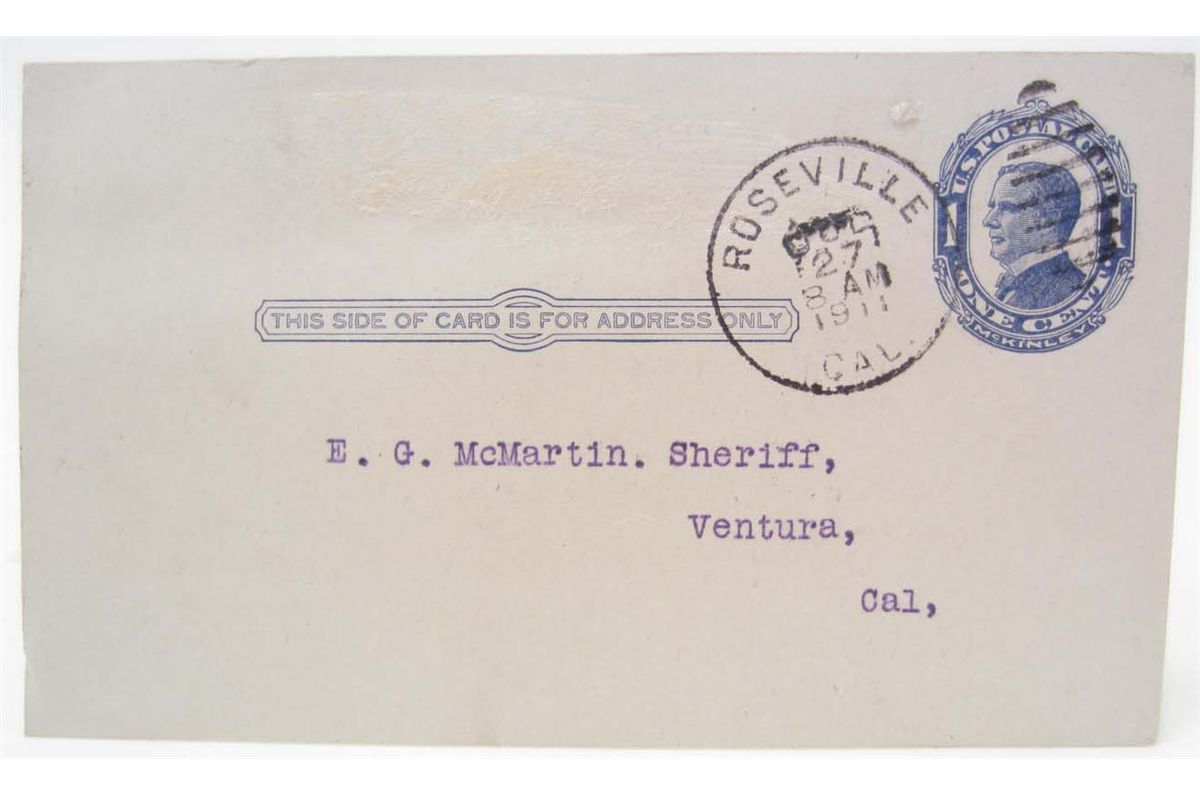 ROSEVILLE
27
8 AM
1911
CAL.
U.S. POSTAL CARD
1 1
ONE CENT
McKINLEY
THIS SIDE OF CARD IS FOR ADDRESS ONLY
E. G. McMartin. Sheriff,
Ventura,
Cal,